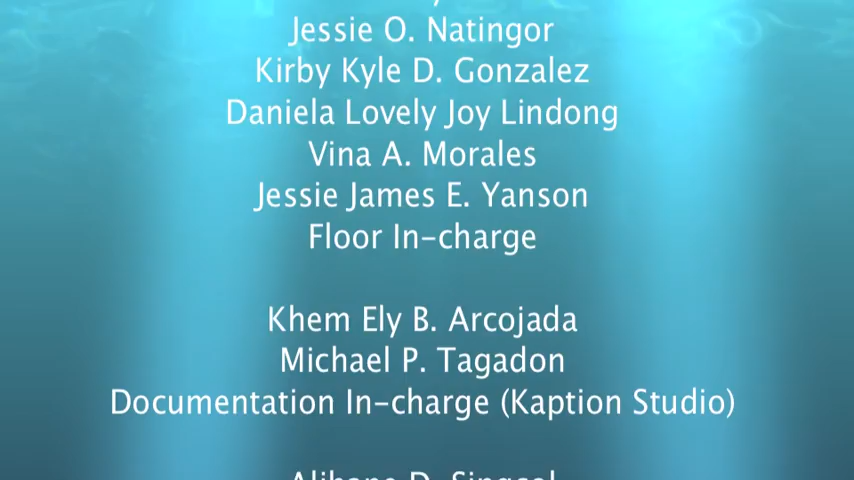 Jessie O. Natingor
Kirby Kyle D. Gonzalez
Daniela Lovely Joy Lindong
Vina A. Morales
Jessie James E. Yanson
Floor In-charge
Khem Ely B. Arcojada
Michael P. Tagadon
Documentation In-charge (Kaption Studio)